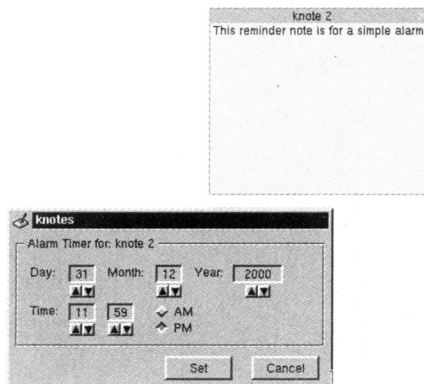 knote 2
This reminder note is for a simple alarm
knotes
Alarm Timer for: knote 2
Day: 31 Month: 12 Year: 2000
Time: 11 59 AM
PM
Set Cancel